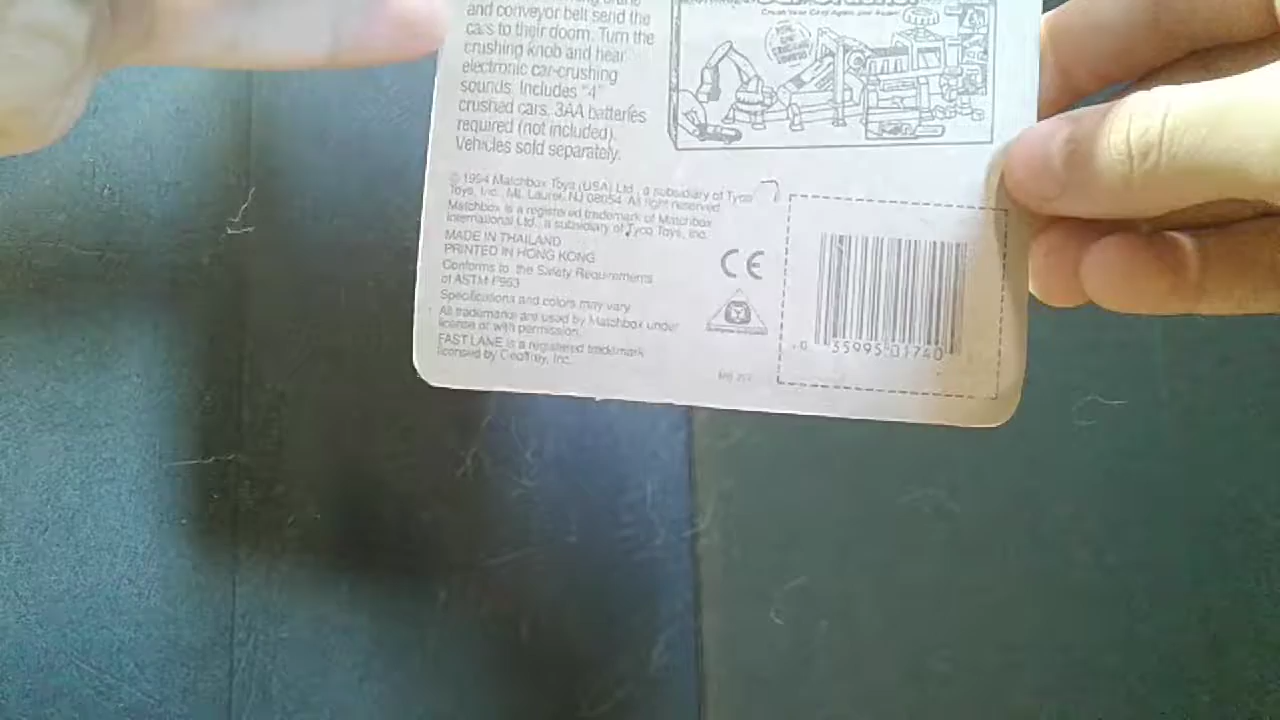 and conveyor belt send the
cars to their doom. Turn the
crushing knob and hear
electronic car-crushing
sounds. Includes "4"
crushed cars. 3AA batteries
required (not included).
Vehicles sold separately.
© 1994 Matchbox Toys (USA) Ltd., a subsidiary of Tyco
Toys, Inc., Mt. Laurel, NJ 08054. All right reserved
Matchbox is a registered trademark of Matchbox
International Ltd., a subsidiary of Tyco Toys, Inc.
MADE IN THAILAND
PRINTED IN HONG KONG
Conforms to the Safety Requirements
of ASTM F963
Specifications and colors may vary
All trademarks are used by Matchbox under
license or with permission.
FAST LANE is a registered trademark
licensed by Geoffrey, Inc.
CE
0 35995 01740